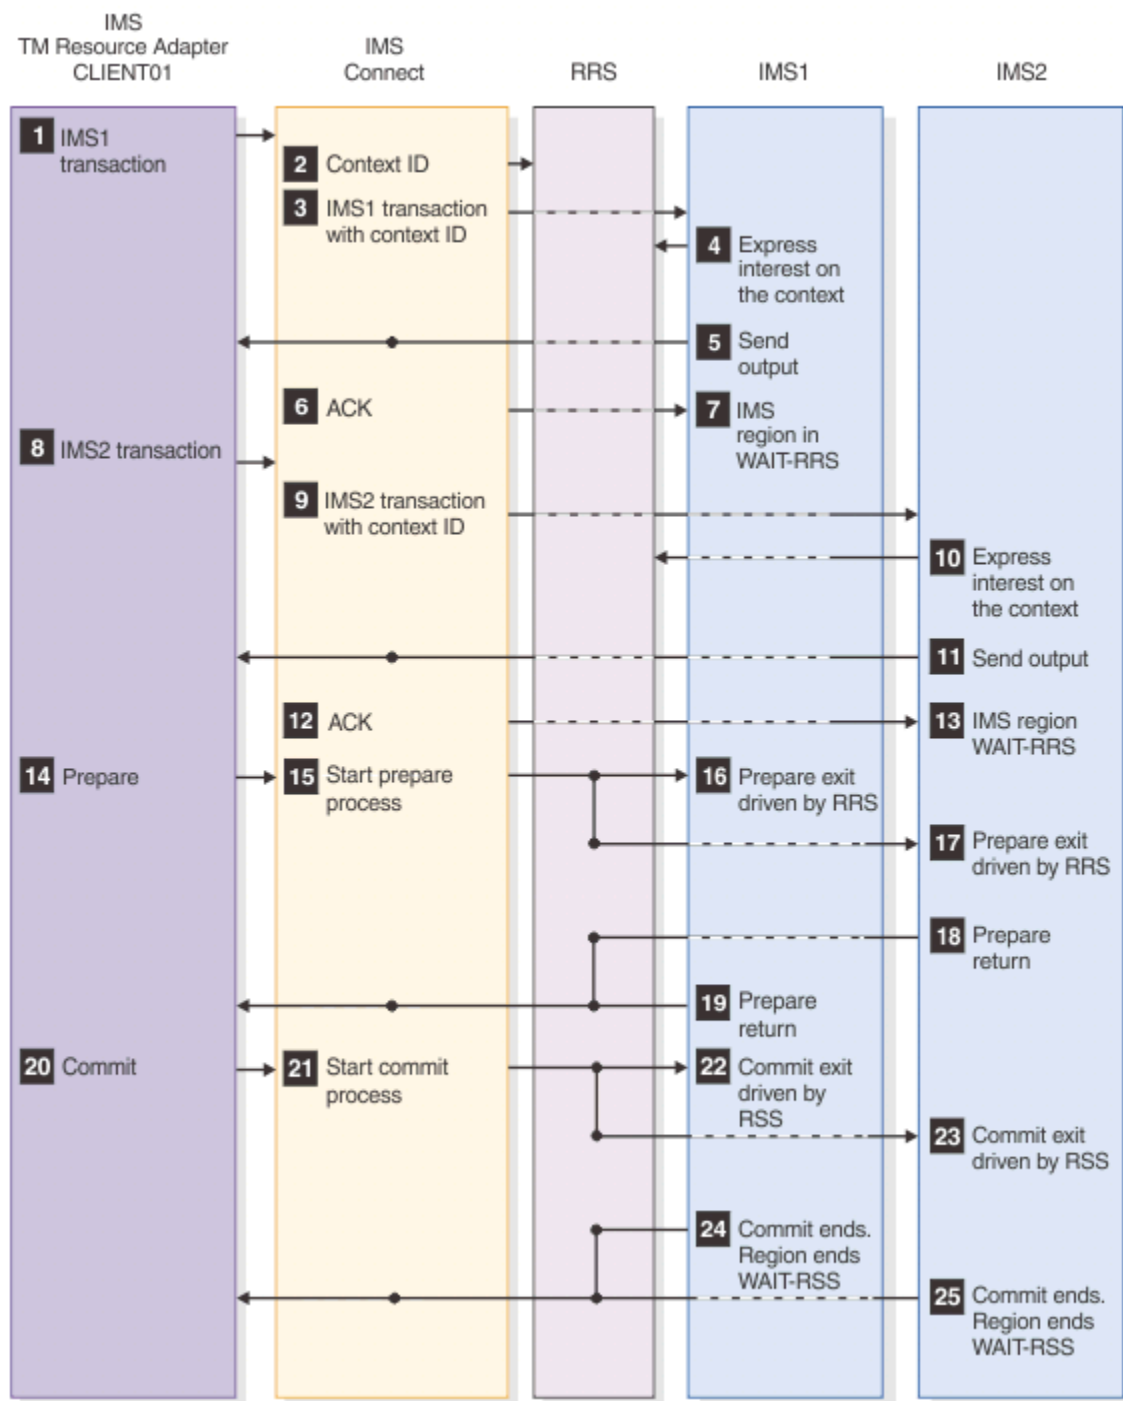 IMS
TM Resource Adapter
CLIENT01
IMS
Connect
RRS
IMS1
IMS2
1 IMS1
transaction
2 Context ID
3 IMS1 transaction
with context ID
4 Express
interest on
the context
5 Send
output
6 ACK
7 IMS
region in
WAIT-RRS
8 IMS2 transaction
9 IMS2 transaction
with context ID
10 Express
interest on
the context
11 Send output
12 ACK
13 IMS region
WAIT-RRS
14 Prepare
15 Start prepare
process
16 Prepare exit
driven by RRS
17 Prepare exit
driven by RRS
18 Prepare
return
19 Prepare
return
20 Commit
21 Start commit
process
22 Commit exit
driven by
RSS
23 Commit exit
driven by RSS
24 Commit ends.
Region ends
WAIT-RSS
25 Commit ends.
Region ends
WAIT-RSS